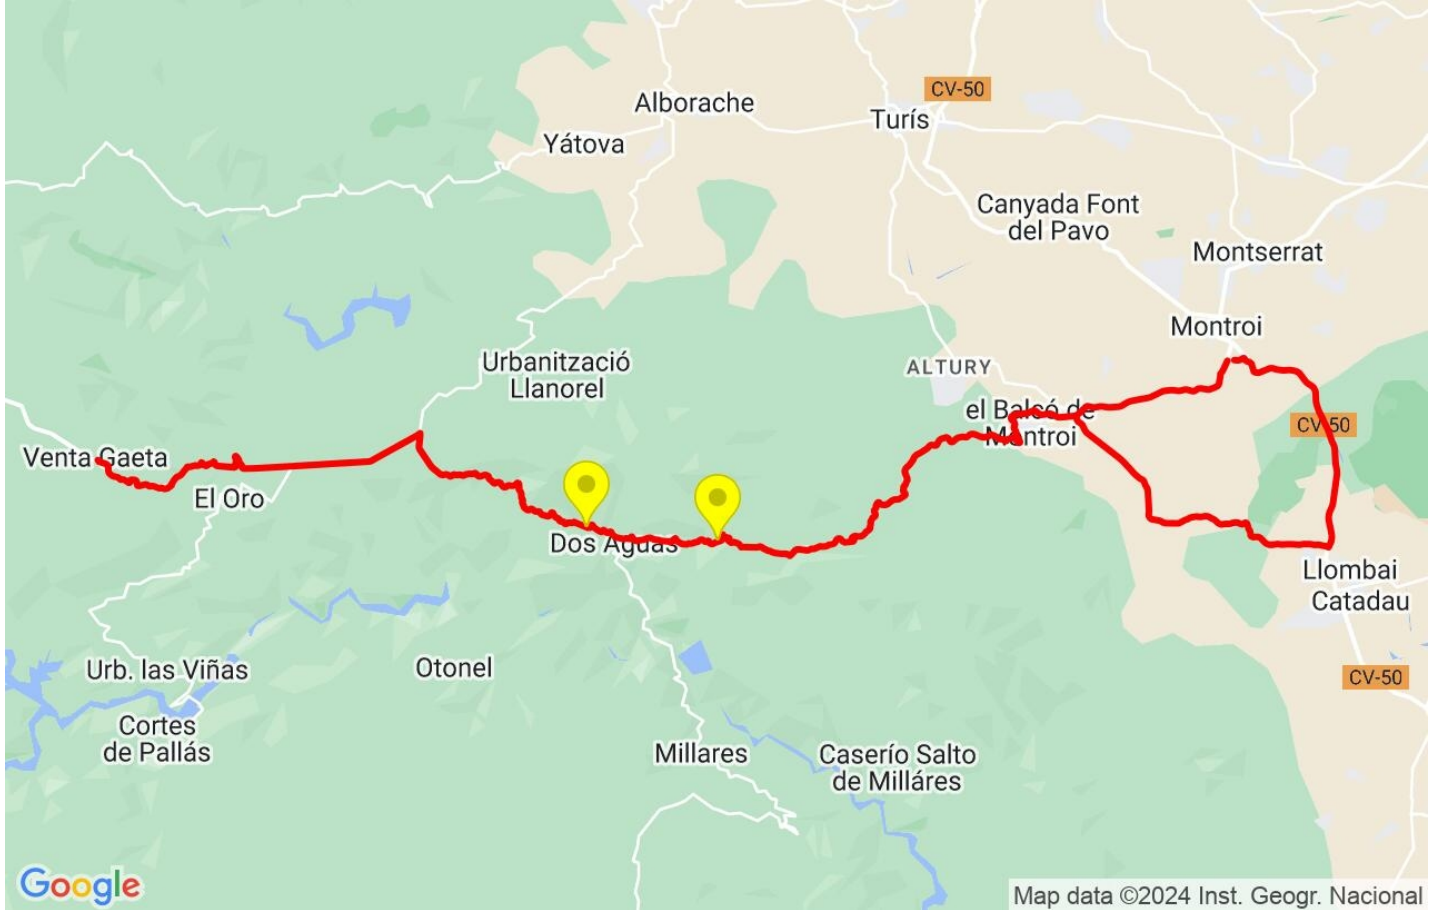 CV-50
Alborache
Turís
Yátova
Canyada Font
del Pavo
Montserrat
Montroi
Urbanització
Llanorel
ALTURY
el Balcó de
Montroi
CV-50
Venta Gaeta
El Oro
Dos Aguas
Llombai
Catadau
Urb. las Viñas
Otonel
CV-50
Cortes
de Pallás
Millares
Caserío Salto
de Milláres
Google
Map data ©2024 Inst. Geogr. Nacional